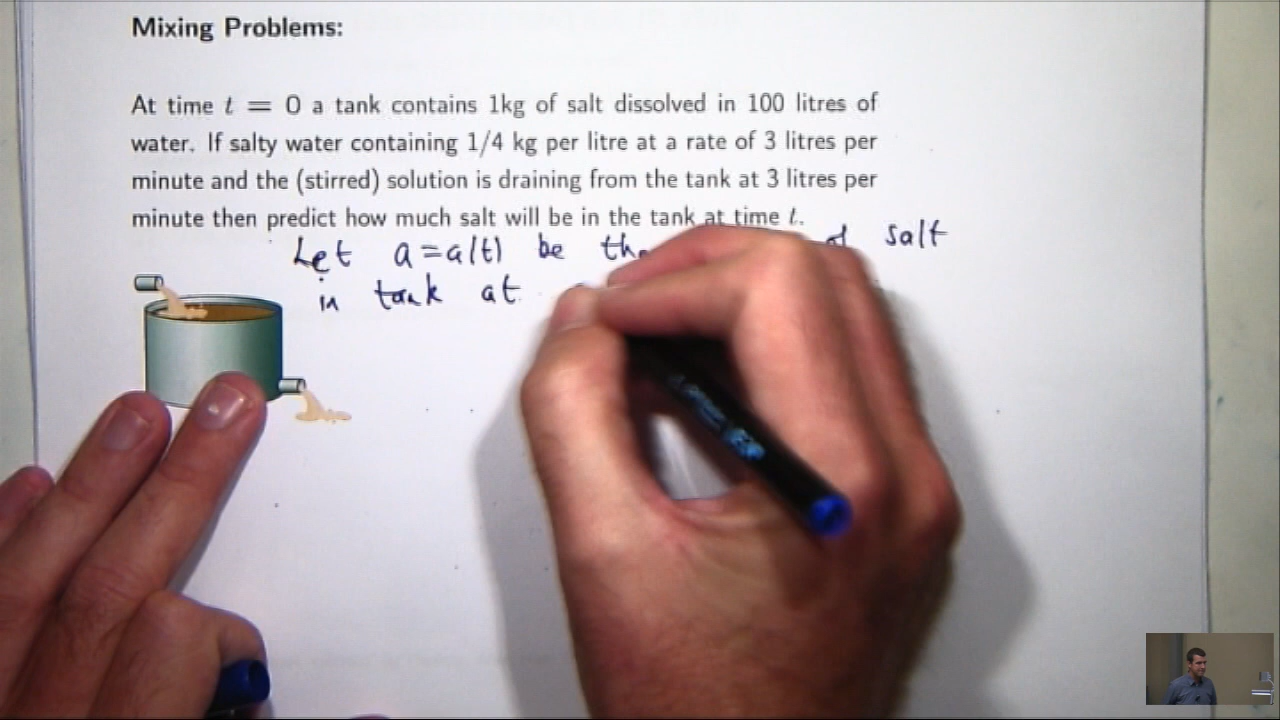 Mixing Problems:
At time t = 0 a tank contains 1kg of salt dissolved in 100 litres of
water. If salty water containing 1/4 kg per litre at a rate of 3 litres per
minute and the (stirred) solution is draining from the tank at 3 litres per
minute then predict how much salt will be in the tank at time t.
Let a = a(t) be salt
in tank at